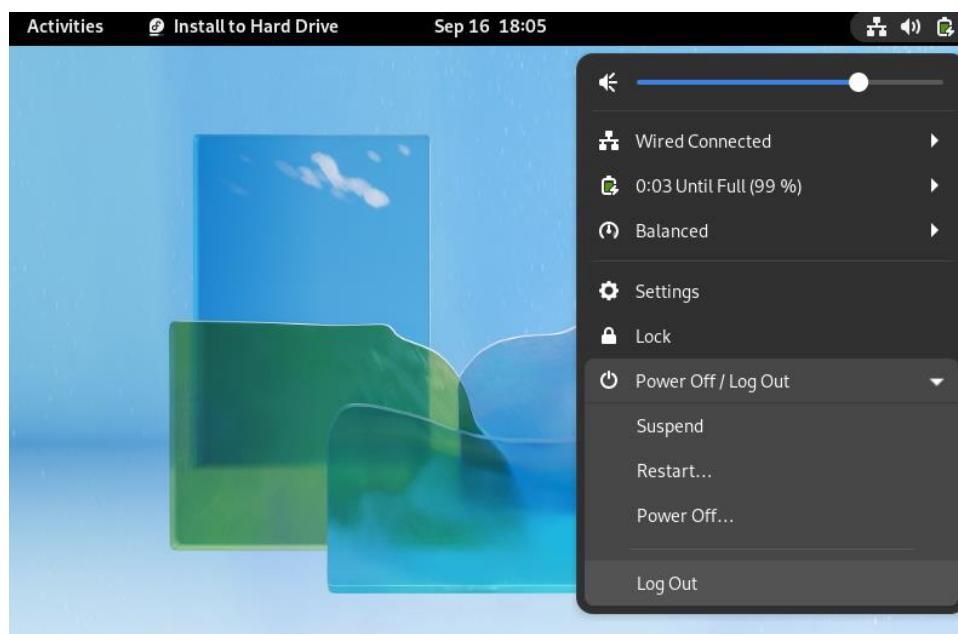 Activities Install to Hard Drive Sep 16 18:05
Wired Connected
0:03 Until Full (99 %)
Balanced
Settings
Lock
Power Off / Log Out
Suspend
Restart...
Power Off...
Log Out